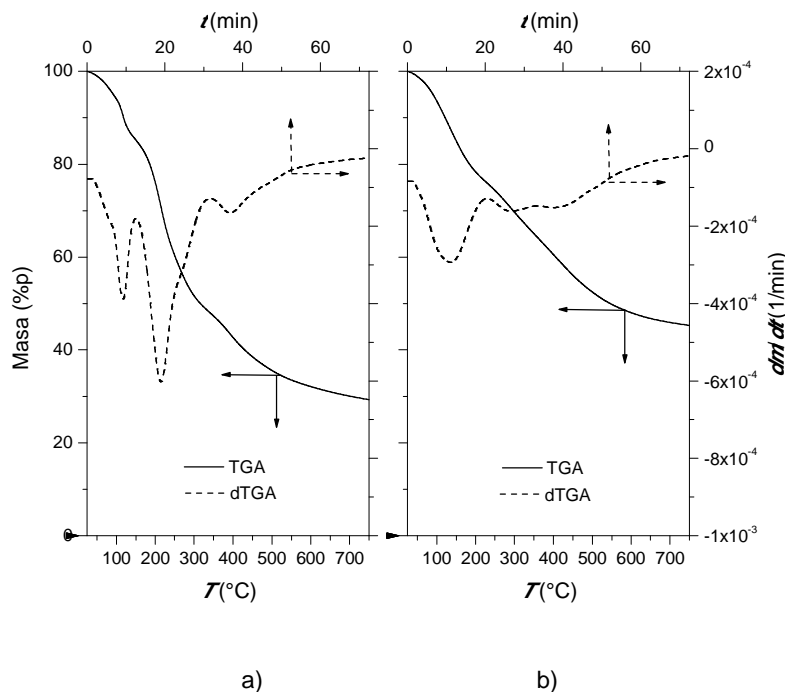 t (min)
t (min)
0 20 40 60
0 20 40 60
100
80
60
40
20
0
Masa (%p)
TGA
dTGA
TGA
dTGA
2x10⁻⁴
0
-2x10⁻⁴
-4x10⁻⁴
-6x10⁻⁴
-8x10⁻⁴
-1x10⁻³
dm/dt (1/min)
100 200 300 400 500 600 700
100 200 300 400 500 600 700
T (°C)
T (°C)
a)
b)